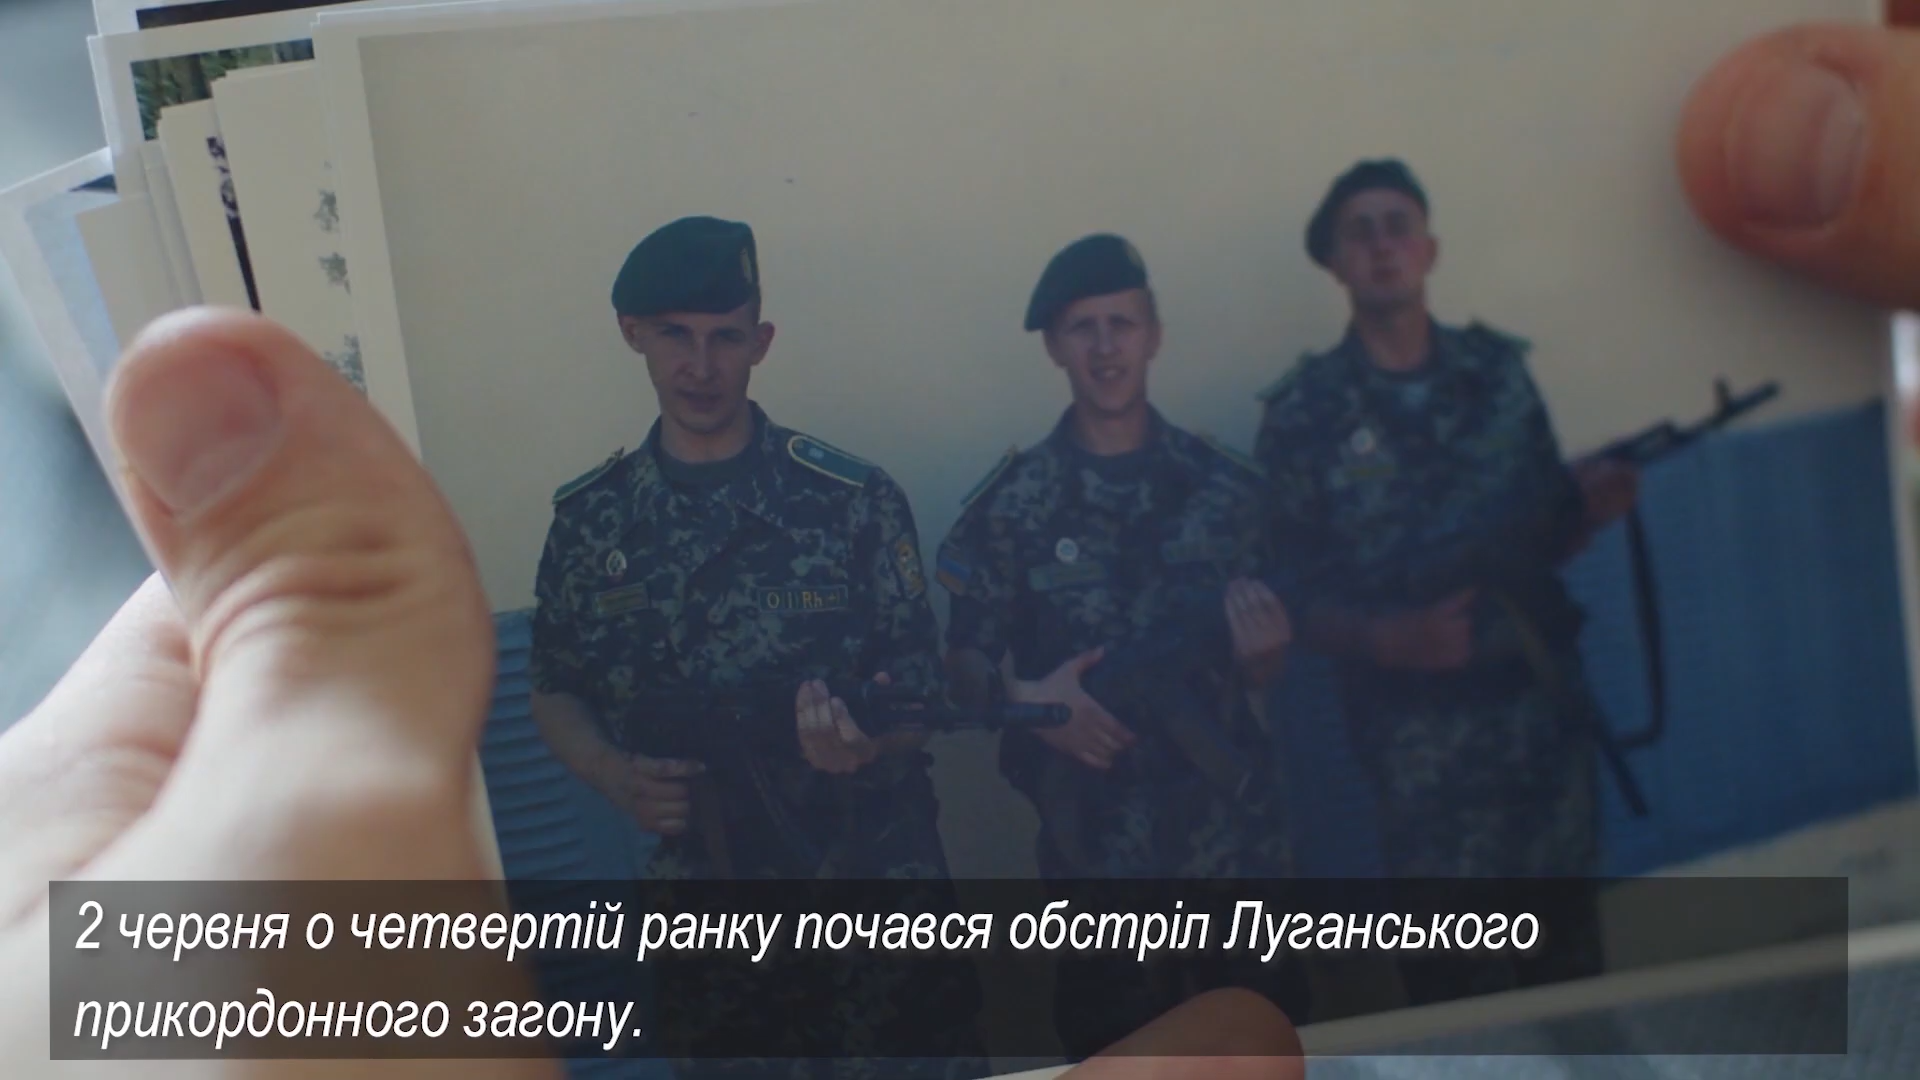 2 червня о четвертій ранку почався обстріл Луганського
прикордонного загону.